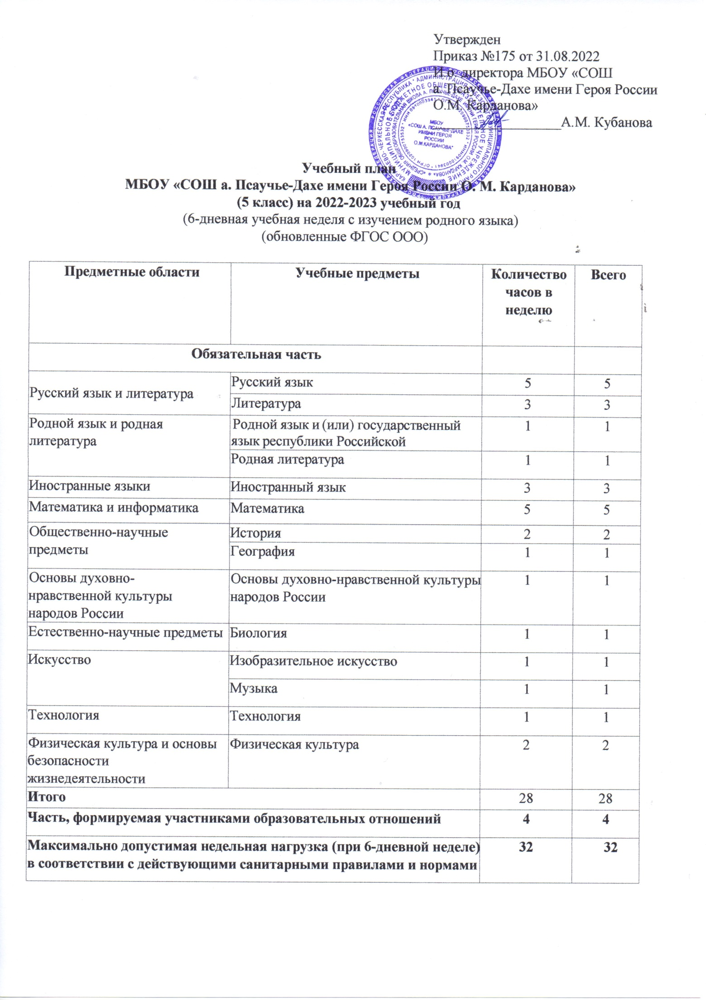 Утвержден
Приказ №175 от 31.08.2022
И.о. директора МБОУ «СОШ
а. Псаучье-Дахе имени Героя России
О.М. Карданова»
А.М. Кубанова
МБОУ
«СОШ А. ПСАУЧЬЕ-ДАХЕ
ИМЕНИ ГЕРОЯ
РОССИИ
О.М.КАРДАНОВА"
Учебный план
МБОУ «СОШ а. Псаучье-Дахе имени Героя России О. М. Карданова»
(5 класс) на 2022-2023 учебный год
(6-дневная учебная неделя с изучением родного языка)
(обновленные ФГОС ООО)
Предметные области Учебные предметы Количество Всего
часов в
неделю
Обязательная часть
Русский язык и литература Русский язык 5 5
Литература 3 3
Родной язык и родная Родной язык и (или) государственный 1 1
литература язык республики Российской
Родная литература 1 1
Иностранные языки Иностранный язык 3 3
Математика и информатика Математика 5 5
Общественно-научные История 2 2
предметы География 1 1
Основы духовно- Основы духовно-нравственной культуры 1 1
нравственной культуры народов России
народов России
Естественно-научные предметы Биология 1 1
Искусство Изобразительное искусство 1 1
Музыка 1 1
Технология Технология 1 1
Физическая культура и основы Физическая культура 2 2
безопасности
жизнедеятельности
Итого 28 28
Часть, формируемая участниками образовательных отношений 4 4
Максимально допустимая недельная нагрузка (при 6-дневной неделе) 32 32
в соответствии с действующими санитарными правилами и нормами